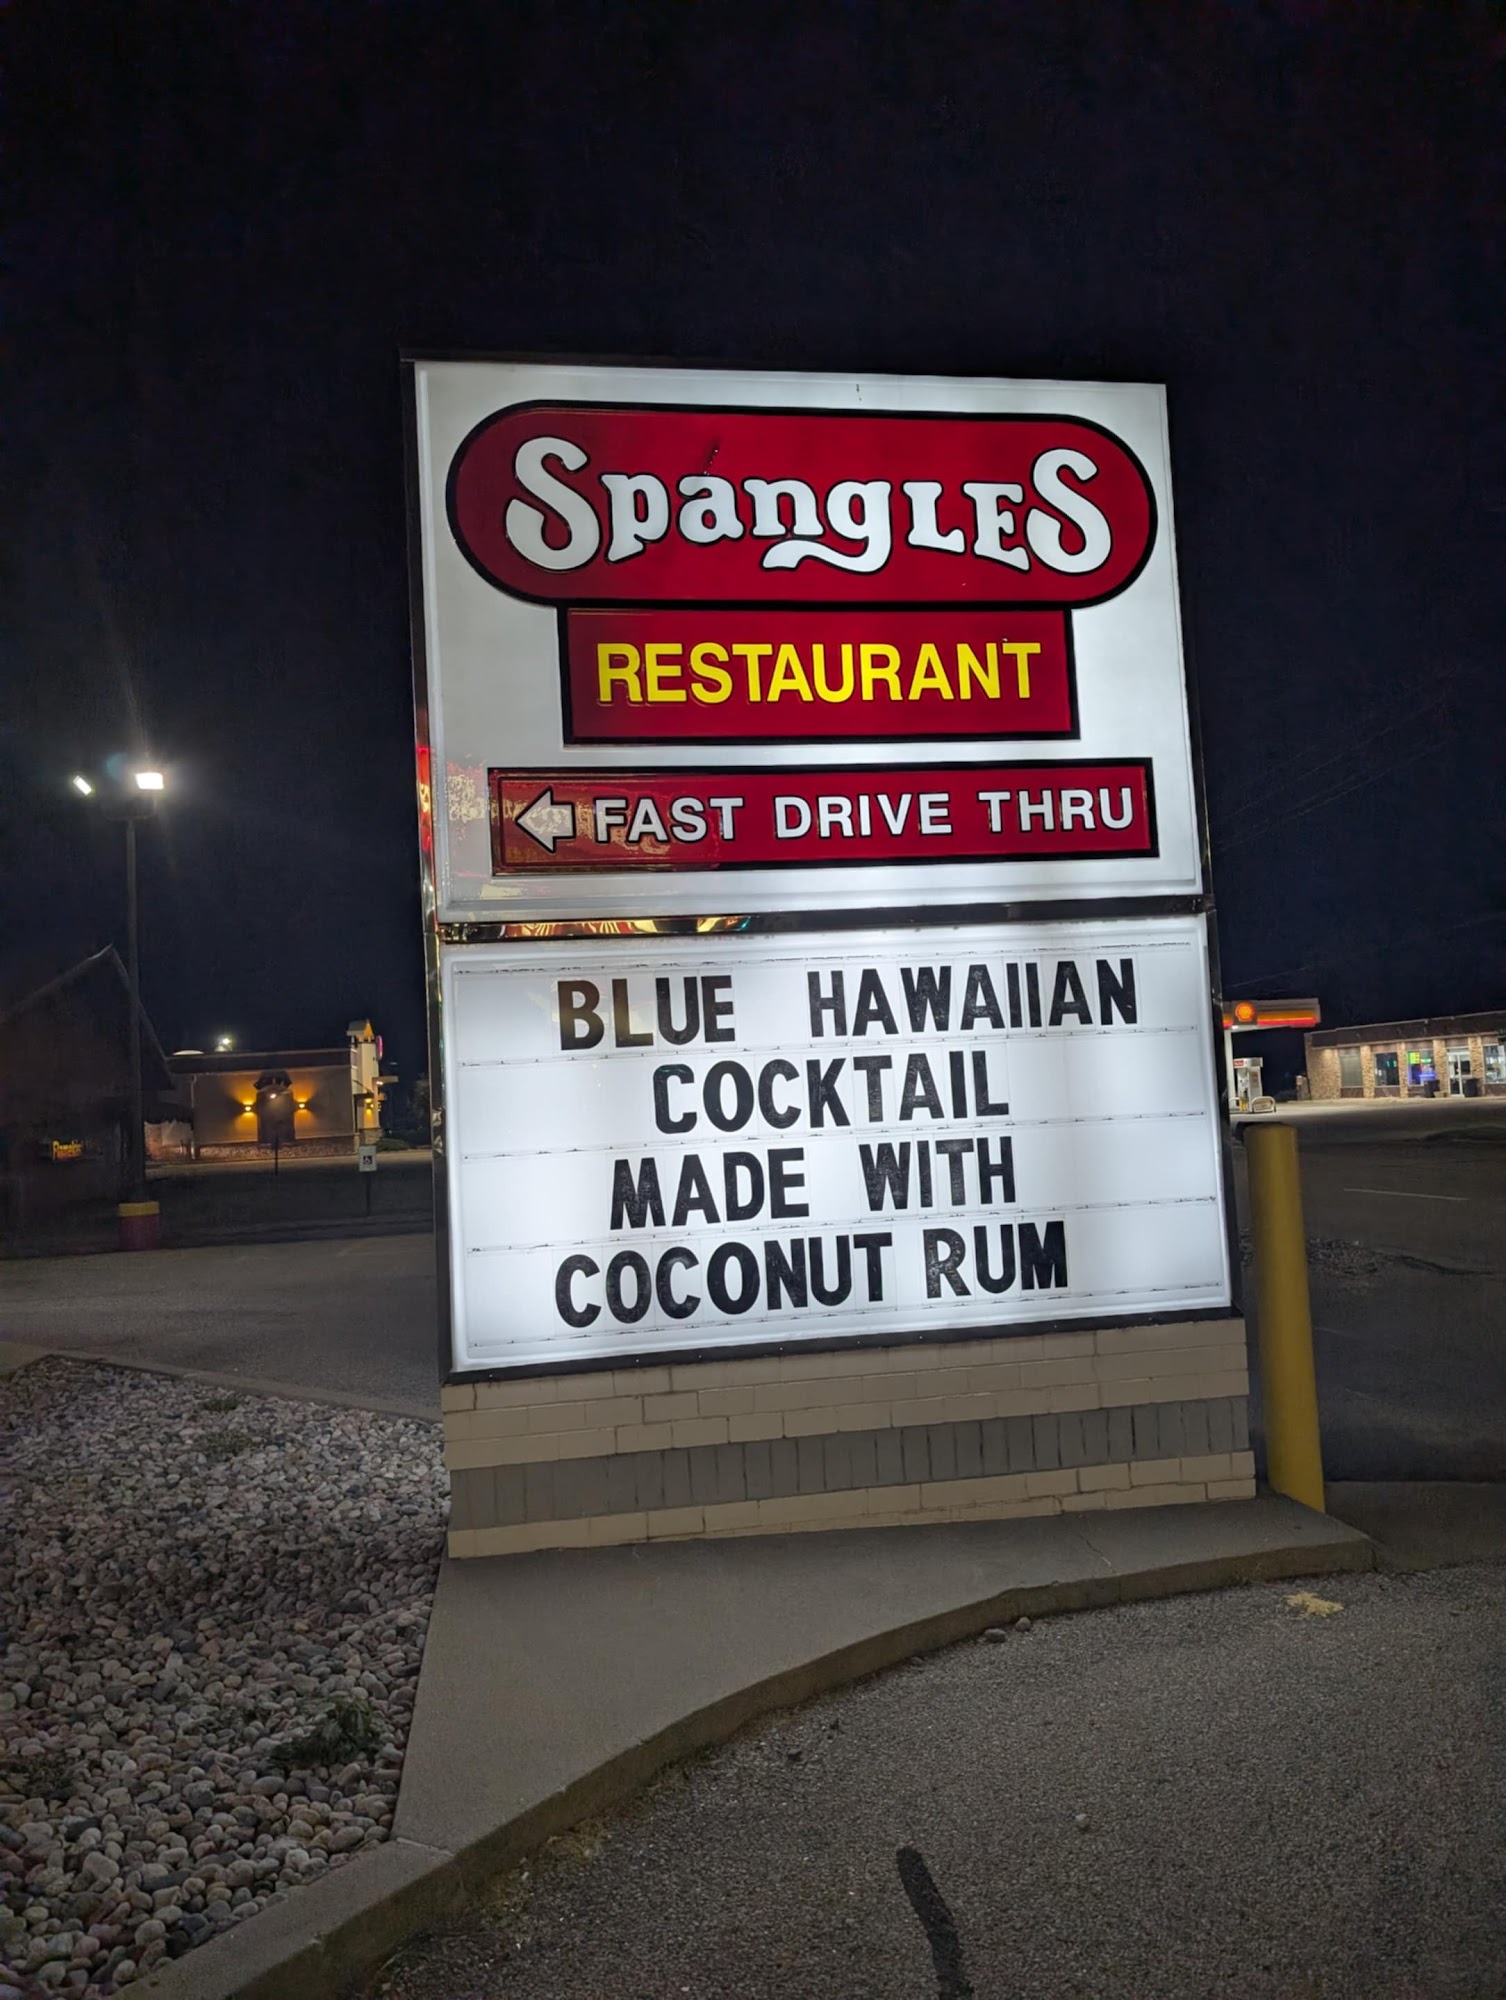 Spangles
RESTAURANT
FAST DRIVE THRU
BLUE HAWAIIAN
COCKTAIL
MADE WITH
COCONUT RUM